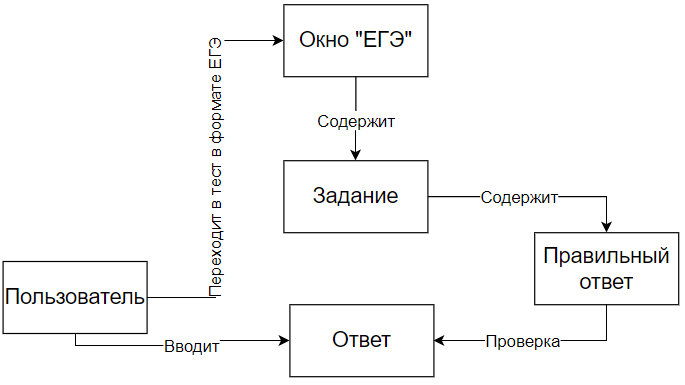 Окно "ЕГЭ"
Переходит в тест в формате ЕГЭ
Содержит
Задание
Содержит
Правильный
ответ
Пользователь
Вводит
Ответ
Проверка